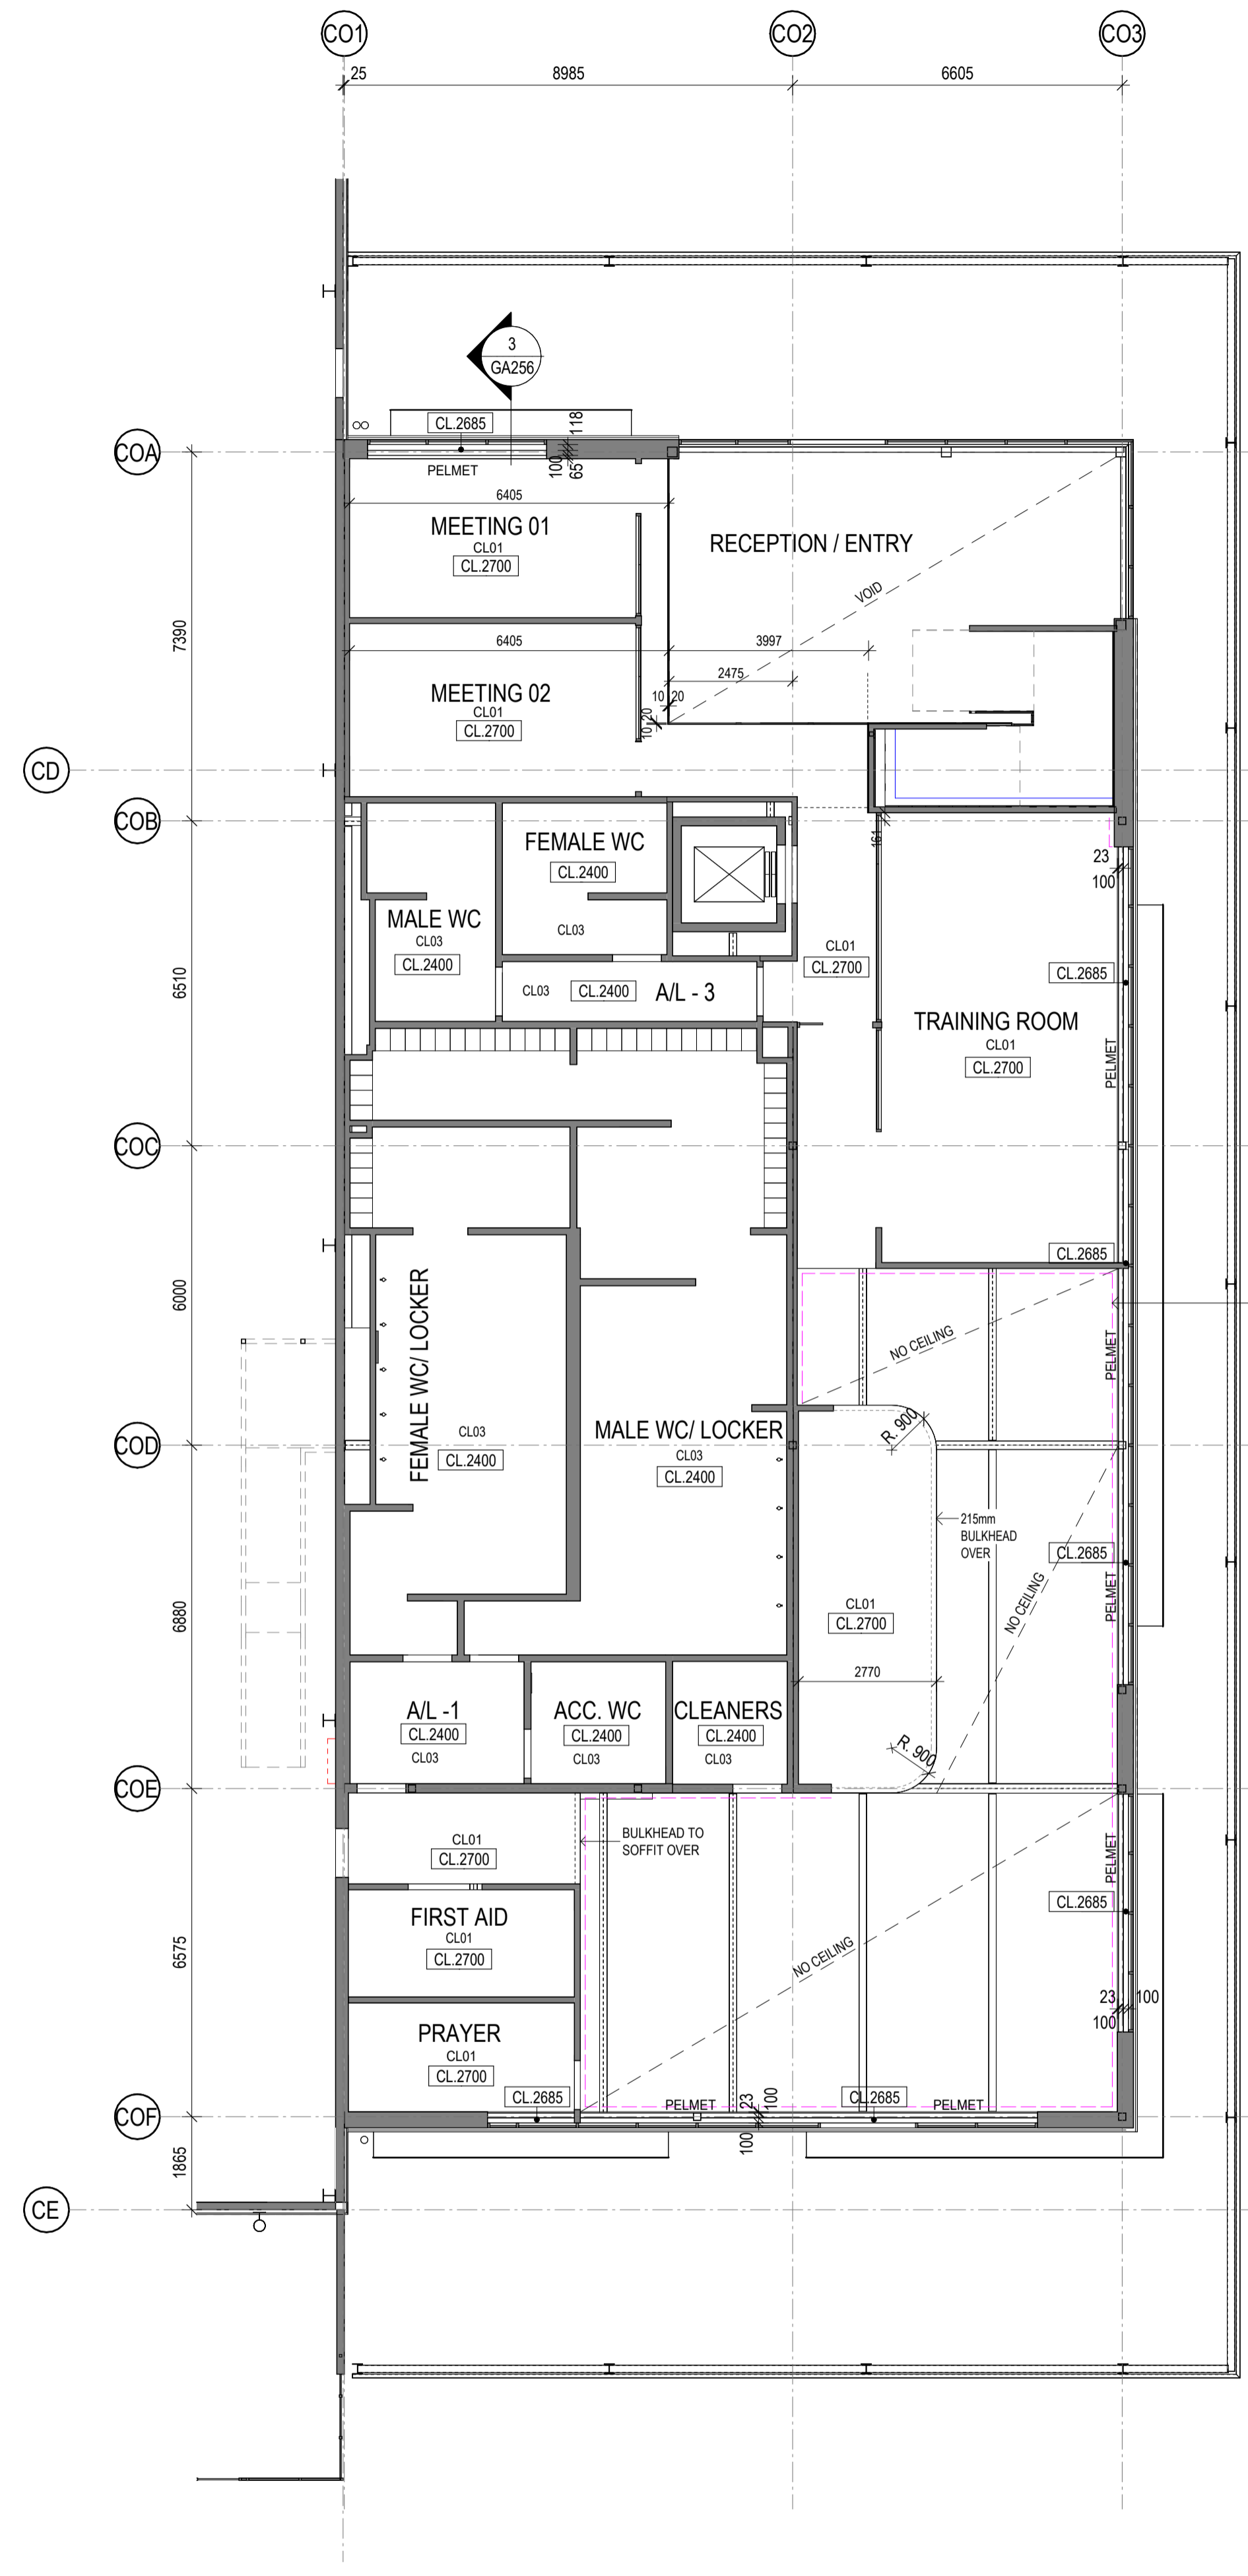 CO1
CO2
CO3
25
8985
6605
3
GA256
CL.2685
118
COA
PELMET
100
65
6405
MEETING 01
CL01
CL.2700
RECEPTION / ENTRY
VOID
7390
6405
3997
2475
MEETING 02
CL01
CL.2700
10
20
10
20
CD
COB
FEMALE WC
CL.2400
161
23
100
MALE WC
CL03
CL.2400
CL03
CL01
CL.2700
CL.2685
6510
CL03
CL.2400
A/L - 3
TRAINING ROOM
CL01
CL.2700
PELMET
COC
CL.2685
6000
FEMALE WC/ LOCKER
NO CEILING
PELMET
R. 900
COD
CL03
CL.2400
MALE WC/ LOCKER
CL03
CL.2400
215mm
BULKHEAD
OVER
CL.2685
NO CEILING
PELMET
6880
CL01
CL.2700
2770
A/L -1
CL.2400
CL03
ACC. WC
CL.2400
CL03
CLEANERS
CL.2400
CL03
R. 900
COE
CL01
CL.2700
BULKHEAD TO
SOFFIT OVER
PELMET
CL.2685
FIRST AID
CL01
CL.2700
NO CEILING
6575
23
100
100
PRAYER
CL01
CL.2700
CL.2685
PELMET
23
100
CL.2685
PELMET
COF
100
1865
CE